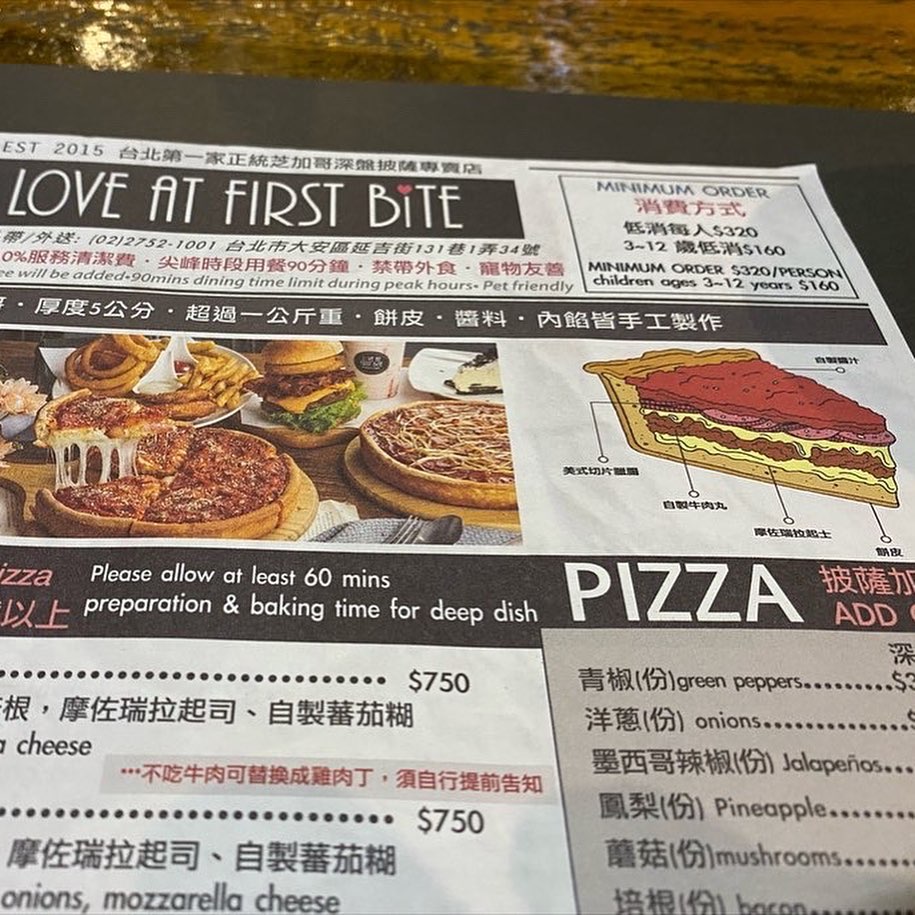 EST 2015 台北第一家正統芝加哥深盤披薩專賣店
LOVE AT FIRST BiTE
帶/外送: (02)2752-1001 台北市大安區延吉街131巷1弄34號
0%服務清潔費・尖峰時段用餐90分鐘・禁帶外食・寵物友善
ee will be added•90mins dining time limit during peak hours• Pet friendly
MINIMUM ORDER
消費方式
低消每人$320
3~12 歲低消$160
MINIMUM ORDER $320/PERSON
children ages 3~12 years $160
・厚度5公分・超過一公斤重・餅皮・醬料・內餡皆手工製作
自製醬汁
美式切片臘腸
自製牛肉丸
摩佐瑞拉起士
餅皮
izza
以上
Please allow at least 60 mins
preparation & baking time for deep dish
PIZZA
披薩加
ADD
深
$750
根，摩佐瑞拉起司、自製蕃茄糊
a cheese
•••不吃牛肉可替換成雞肉丁，須自行提前告知
$750
摩佐瑞拉起司、自製蕃茄糊
onions, mozzarella cheese
青椒(份)green peppers........$3
洋蔥(份) onions
墨西哥辣椒(份) Jalapeños
鳳梨(份) Pineapple
蘑菇(份)mushrooms
培根(份) bacon